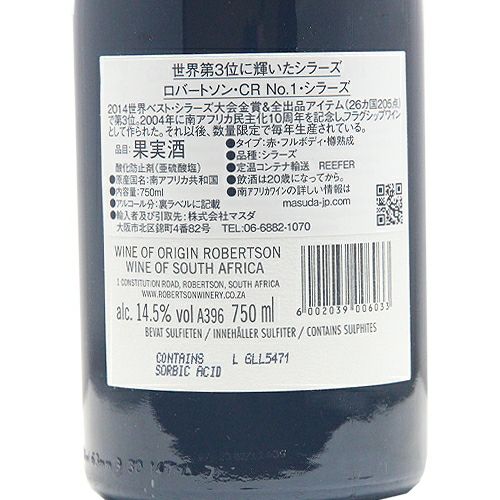 世界第3位に輝いたシラーズ
ロバートソン・CR No.1・シラーズ
2014世界ベスト・シラーズ大会金賞&全出品アイテム(26カ国206点)
で第3位。2004年に南アフリカ民主化10周年を記念し、フラグシップワイン
として作られた。それ以後、数量限定で毎年生産されている。
品目:果実酒
酸化防止剤(亜硫酸塩)
●原産国名:南アフリカ共和国
●内容量:750ml
●アルコール分:裏ラベルに記載
●輸入者及び引取先:株式会社マスダ
大阪市北区錦町4番82号 TEL:06-6882-1070
●タイプ:赤・フルボディ・樽熟成
●品種:シラーズ
●定温コンテナ輸送 REEFER
●飲酒は20歳になってから。
●南アフリカワインの詳しい情報は
masuda-jp.com
WINE OF ORIGIN ROBERTSON
WINE OF SOUTH AFRICA
1 CONSTITUTION ROAD, ROBERTSON, SOUTH AFRICA
WWW.ROBERTSONWINERY.CO.ZA
alc. 14.5% vol A396 750 ml
BEVAT SULFIETEN / INNEHÅLLER SULFITER / CONTAINS SULPHITES
6 002039 006033
CONTAINS L GLL5471
SORBIC ACID